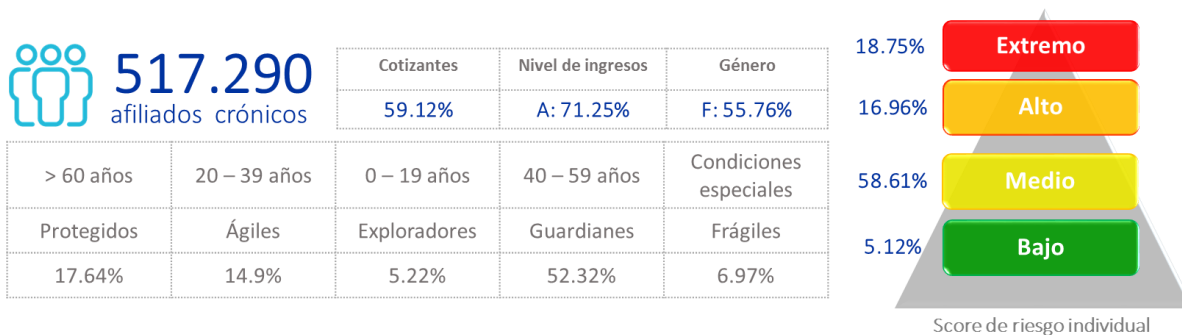 517.290
afiliados crónicos
Cotizantes Nivel de ingresos Género
59.12% A: 71.25% F: 55.76%
> 60 años 20 – 39 años 0 – 19 años 40 – 59 años Condiciones especiales
Protegidos Ágiles Exploradores Guardianes Frágiles
17.64% 14.9% 5.22% 52.32% 6.97%
18.75% Extremo
16.96% Alto
58.61% Medio
5.12% Bajo
Score de riesgo individual